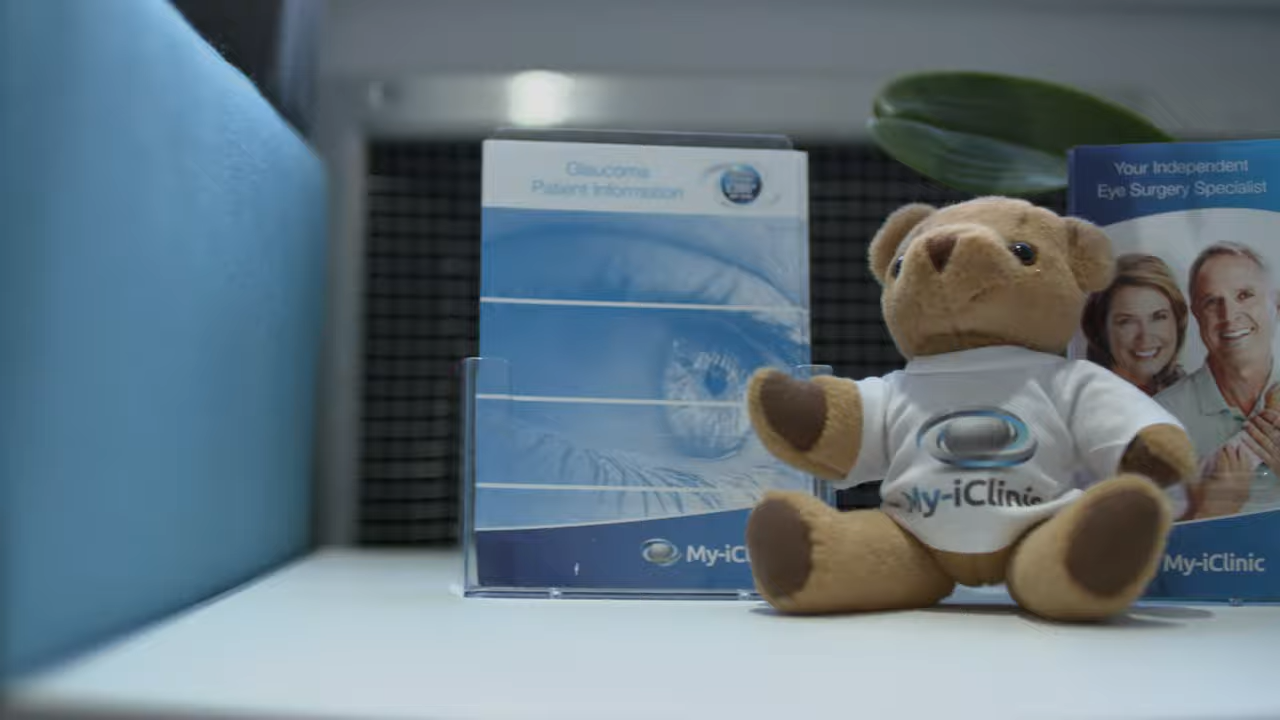 Glaucoma
Patient Information
My-iC
My-iClinic
Your Independent
Eye Surgery Specialist
My-iClinic